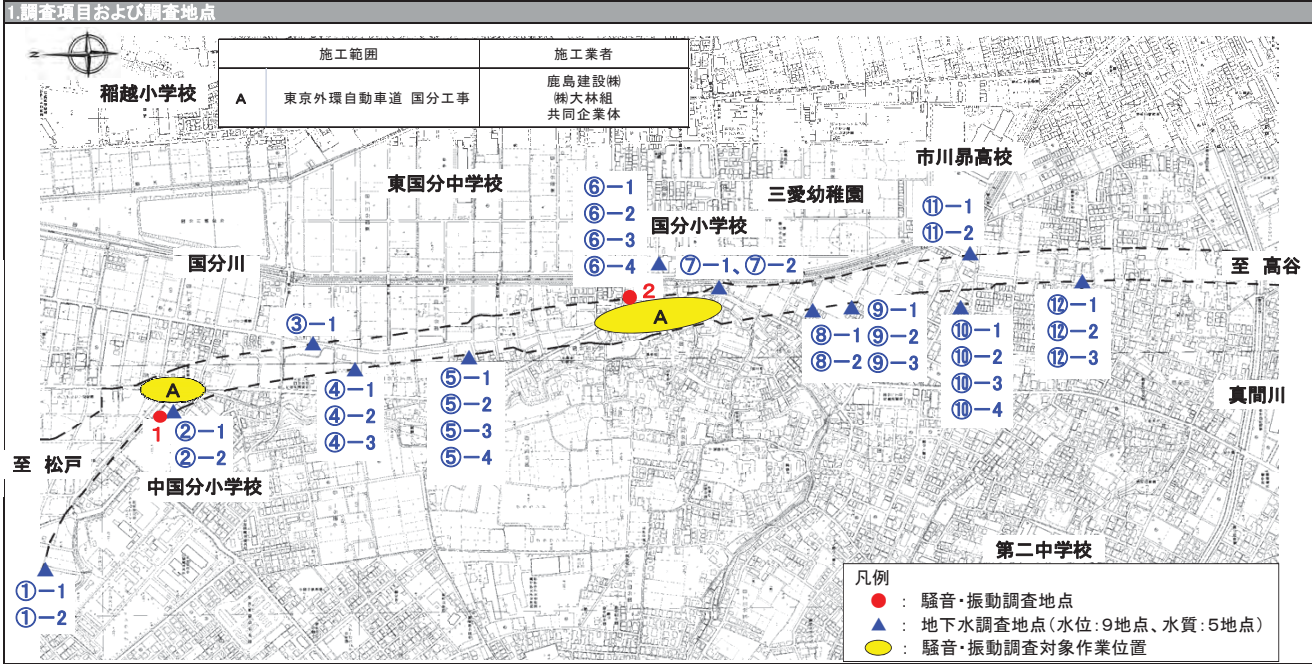 1.調査項目および調査地点
z
施工範囲
施工業者
A
東京外環自動車道 国分工事
鹿島建設㈱
㈱大林組
共同企業体
稲越小学校
東国分中学校
市川昴高校
三愛幼稚園
国分小学校
国分川
⑥-1
⑥-2
⑥-3
⑥-4
⑦-1、⑦-2
⑪-1
⑪-2
至 高谷
2
A
③-1
④-1
④-2
④-3
⑤-1
⑤-2
⑤-3
⑤-4
⑧-1
⑧-2
⑨-1
⑨-2
⑨-3
⑩-1
⑩-2
⑩-3
⑩-4
⑫-1
⑫-2
⑫-3
真間川
A
1
②-1
②-2
至 松戸
中国分小学校
①-1
①-2
第二中学校
凡例
: 騒音・振動調査地点
: 地下水調査地点(水位:9地点、水質:5地点)
: 騒音・振動調査対象作業位置